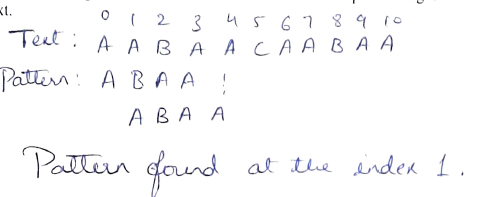 xt.
0 1 2 3 4 5 6 7 8 9 10
Text : A A B A A C A A B A A
Pattern : A B A A !
A B A A
Pattern found at the index 1.